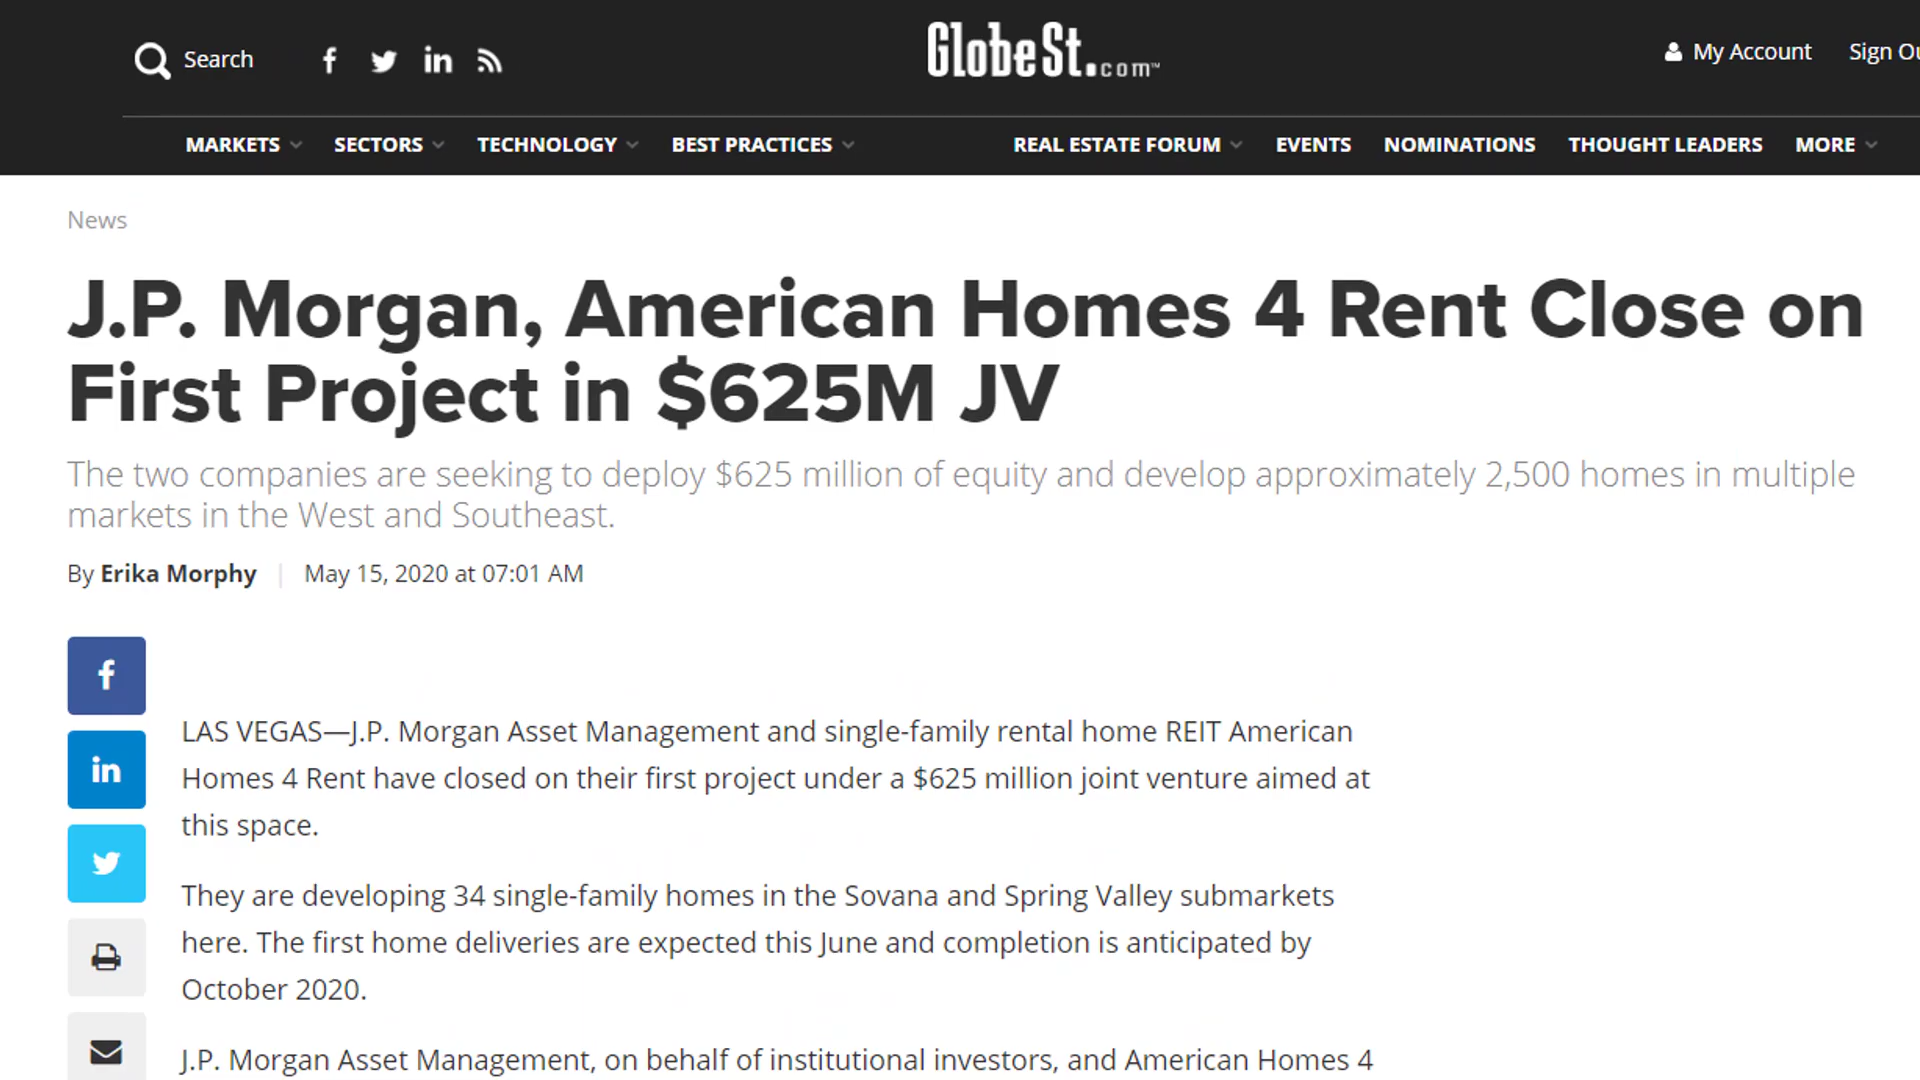 Search
GlobeSt.com™
My Account
Sign Ou
MARKETS
SECTORS
TECHNOLOGY
BEST PRACTICES
REAL ESTATE FORUM
EVENTS
NOMINATIONS
THOUGHT LEADERS
MORE
News
J.P. Morgan, American Homes 4 Rent Close on
First Project in $625M JV
The two companies are seeking to deploy $625 million of equity and develop approximately 2,500 homes in multiple
markets in the West and Southeast.
By Erika Morphy | May 15, 2020 at 07:01 AM
LAS VEGAS—J.P. Morgan Asset Management and single-family rental home REIT American
Homes 4 Rent have closed on their first project under a $625 million joint venture aimed at
this space.
They are developing 34 single-family homes in the Sovana and Spring Valley submarkets
here. The first home deliveries are expected this June and completion is anticipated by
October 2020.
J.P. Morgan Asset Management, on behalf of institutional investors, and American Homes 4